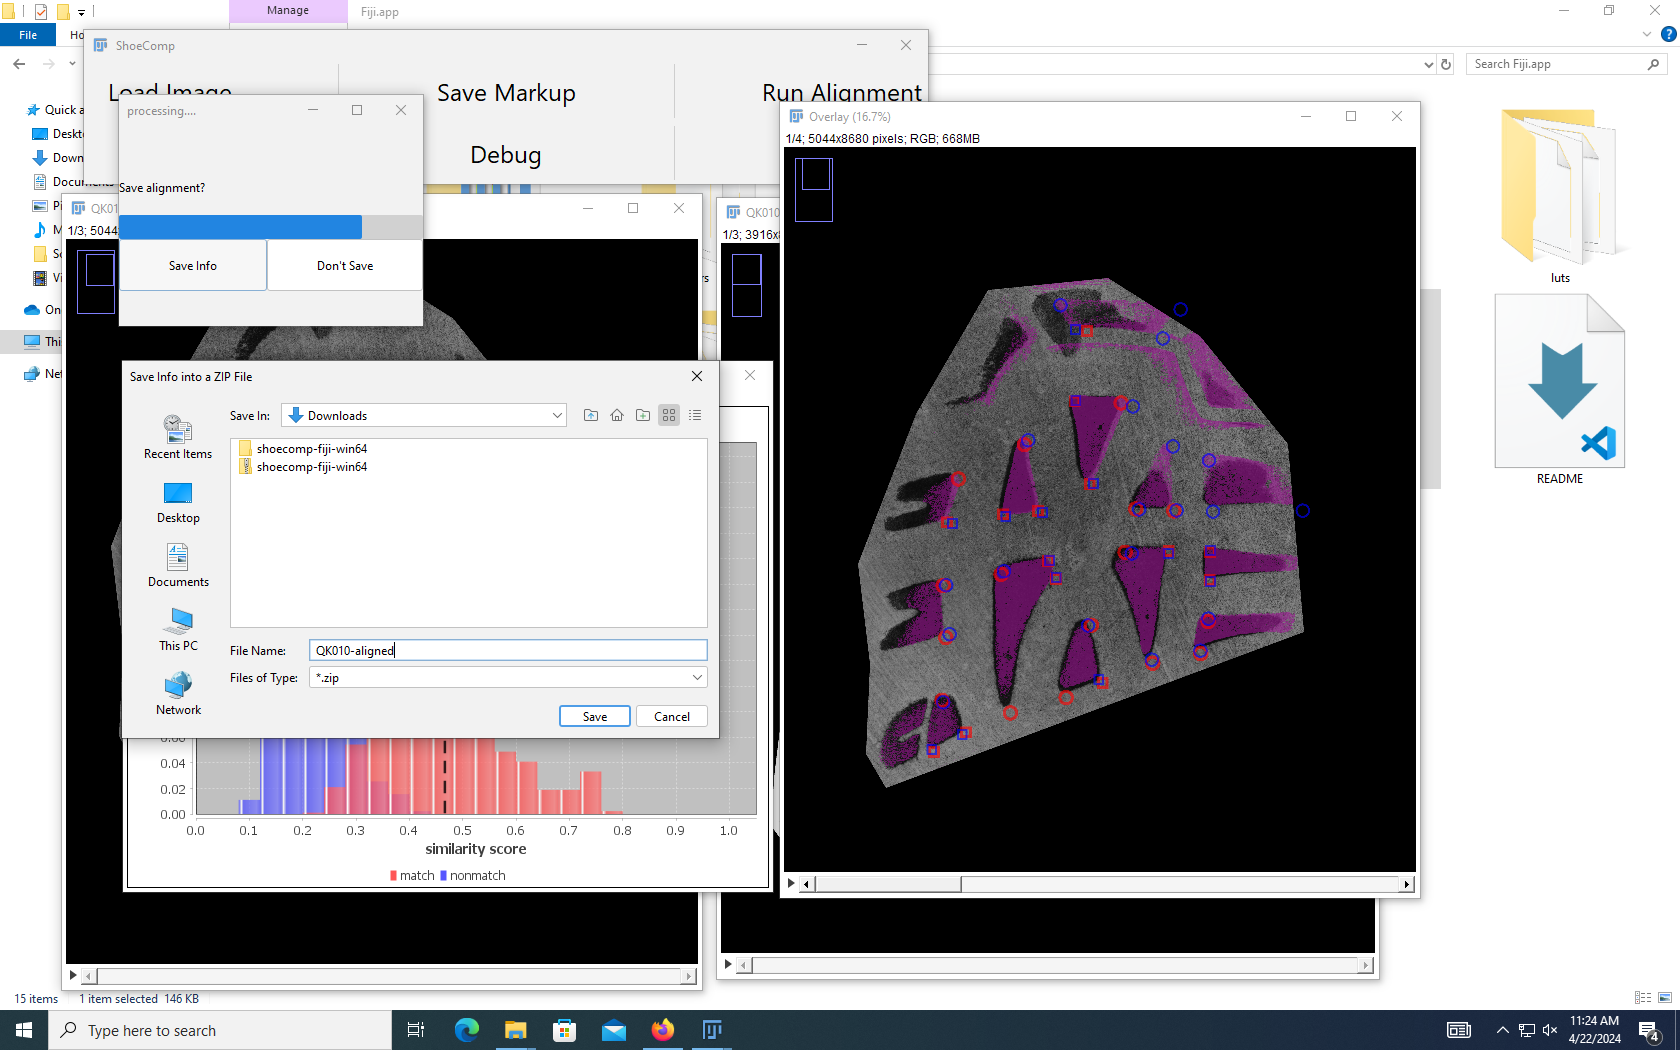 Manage
Fiji.app
File
Ho
ShoeComp
Search Fiji.app
Load Image
Save Markup
Run Alignment
Debug
processing....
Save alignment?
Save Info
Don't Save
Quick a
Deskt
Down
Docum
Pi
M
Sc
Vi
On
Thi
Net
QK01
1/3; 5044
QK010
1/3; 3916x8
Overlay (16.7%)
1/4; 5044x8680 pixels; RGB; 668MB
luts
README
Save Info into a ZIP File
Save In:
Downloads
Recent Items
Desktop
Documents
This PC
Network
shoecomp-fiji-win64
shoecomp-fiji-win64
File Name:
QK010-aligned
Files of Type:
*.zip
Save
Cancel
0.04
0.02
0.00
0.0 0.1 0.2 0.3 0.4 0.5 0.6 0.7 0.8 0.9 1.0
similarity score
match nonmatch
15 items
1 item selected 146 KB
Type here to search
11:24 AM
4/22/2024
4